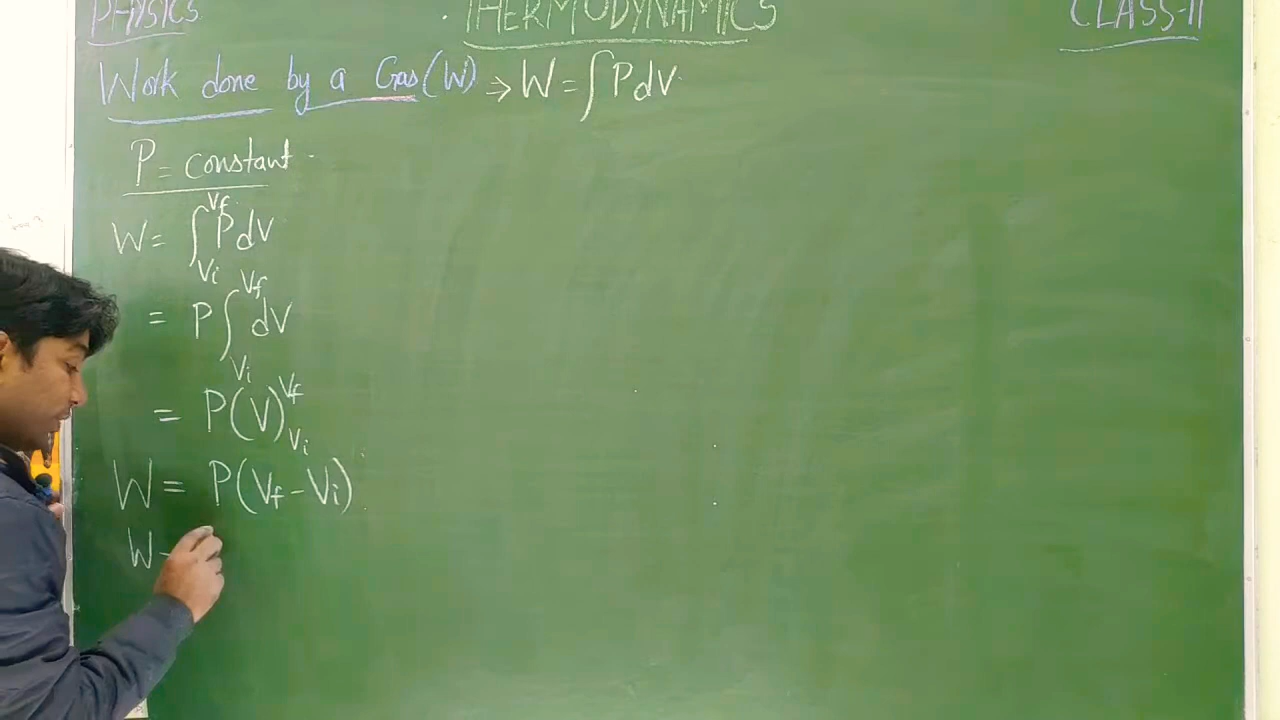 PHYSICS THERMODYNAMICS CLASS-11
Work done by a Gas (W) ⇒ W = ∫ P dV
P = constant
W = ∫_{Vi}^{Vf} P dV
= P ∫_{Vi}^{Vf} dV
= P (V)_{Vi}^{Vf}
W = P (Vf - Vi)
W -